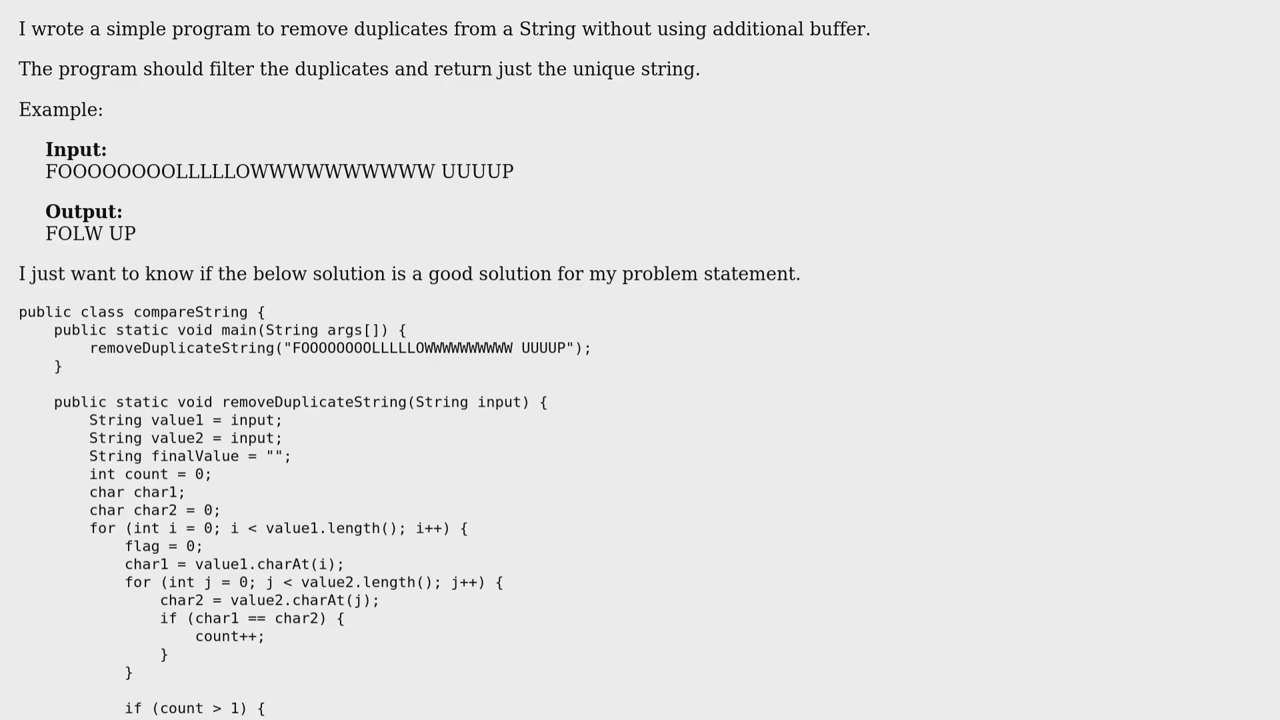 I wrote a simple program to remove duplicates from a String without using additional buffer.
The program should filter the duplicates and return just the unique string.
Example:
Input:
FOOOOOOOOLLLLLOWWWWWWWWWW UUUUP
Output:
FOLW UP
I just want to know if the below solution is a good solution for my problem statement.
public class compareString {
    public static void main(String args[]) {
        removeDuplicateString("FOOOOOOOOLLLLLOWWWWWWWWWW UUUUP");
    }
    public static void removeDuplicateString(String input) {
        String value1 = input;
        String value2 = input;
        String finalValue = "";
        int count = 0;
        char char1;
        char char2 = 0;
        for (int i = 0; i < value1.length(); i++) {
            flag = 0;
            char1 = value1.charAt(i);
            for (int j = 0; j < value2.length(); j++) {
                char2 = value2.charAt(j);
                if (char1 == char2) {
                    count++;
                }
            }
            if (count > 1) {